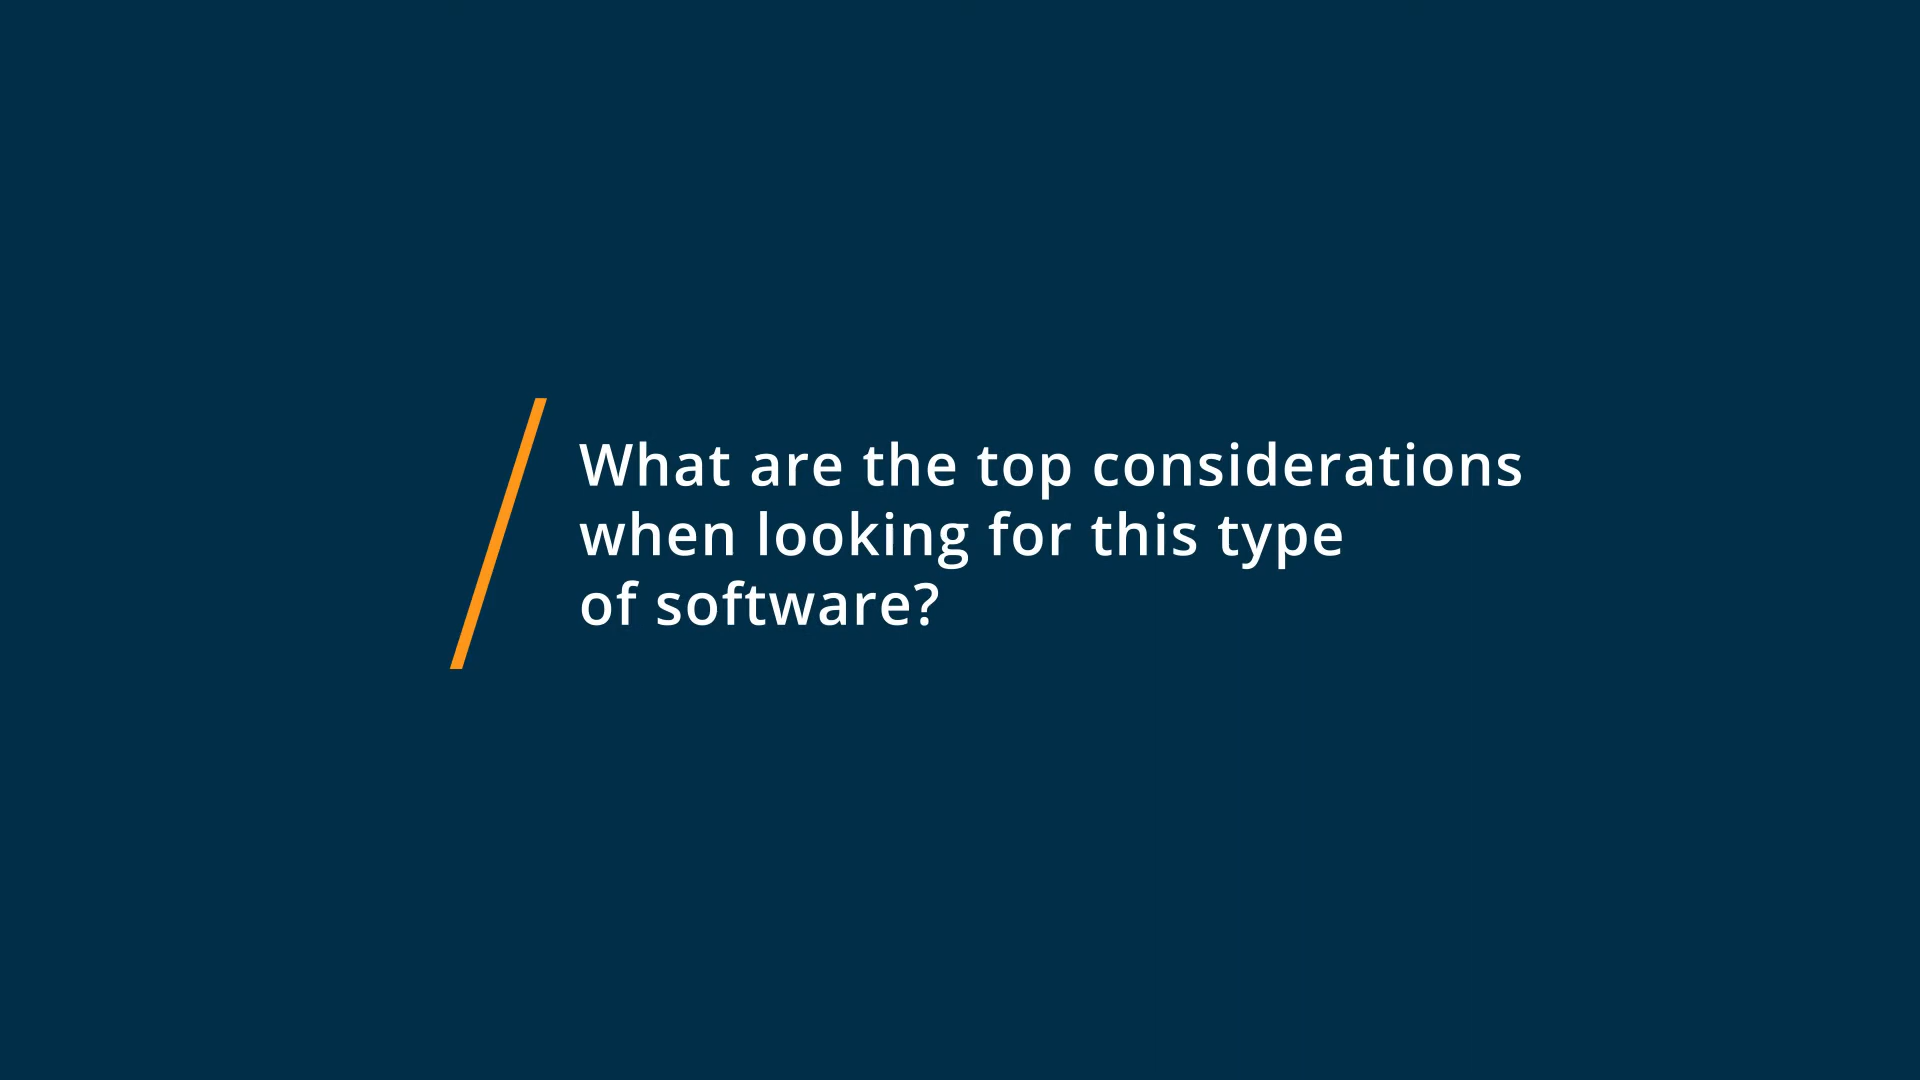 What are the top considerations
when looking for this type
of software?